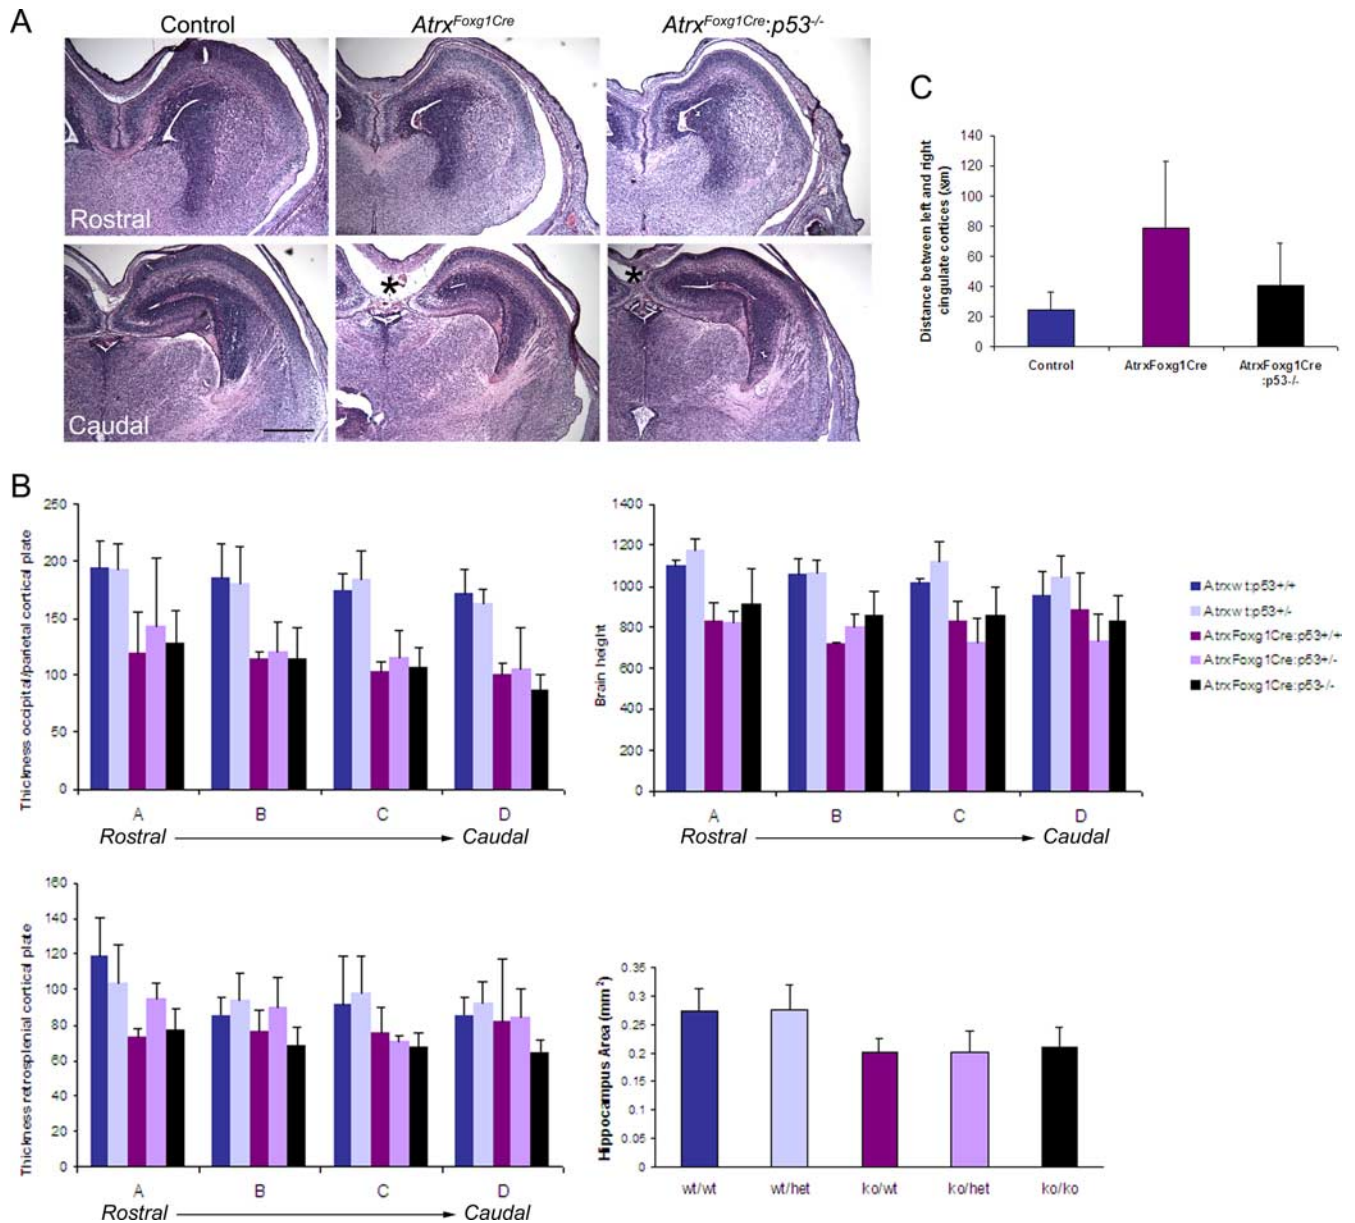 A
Control
Atrx^Foxg1Cre
Atrx^Foxg1Cre:p53-/-
Rostral
*
*
Caudal
C
Distance between left and right
cingulate cortices (µm)
140
120
100
80
60
40
20
0
Control
AtrxFoxg1Cre
AtrxFoxg1Cre
:p53-/-
B
Thickness occipital/parietal cortical plate
250
200
150
100
50
0
A
B
C
D
Rostral
Caudal
Brain height
1400
1200
1000
800
600
400
200
0
A
B
C
D
Rostral
Caudal
Atrxwt:p53+/+
Atrxwt:p53+/-
AtrxFoxg1Cre:p53+/+
AtrxFoxg1Cre:p53+/-
AtrxFoxg1Cre:p53-/-
Thickness retrosplenial cortical plate
160
140
120
100
80
60
40
20
0
A
B
C
D
Rostral
Caudal
Hippocampus Area (mm²)
0.35
0.3
0.25
0.2
0.15
0.1
0.05
0
wt/wt
wt/het
ko/wt
ko/het
ko/ko